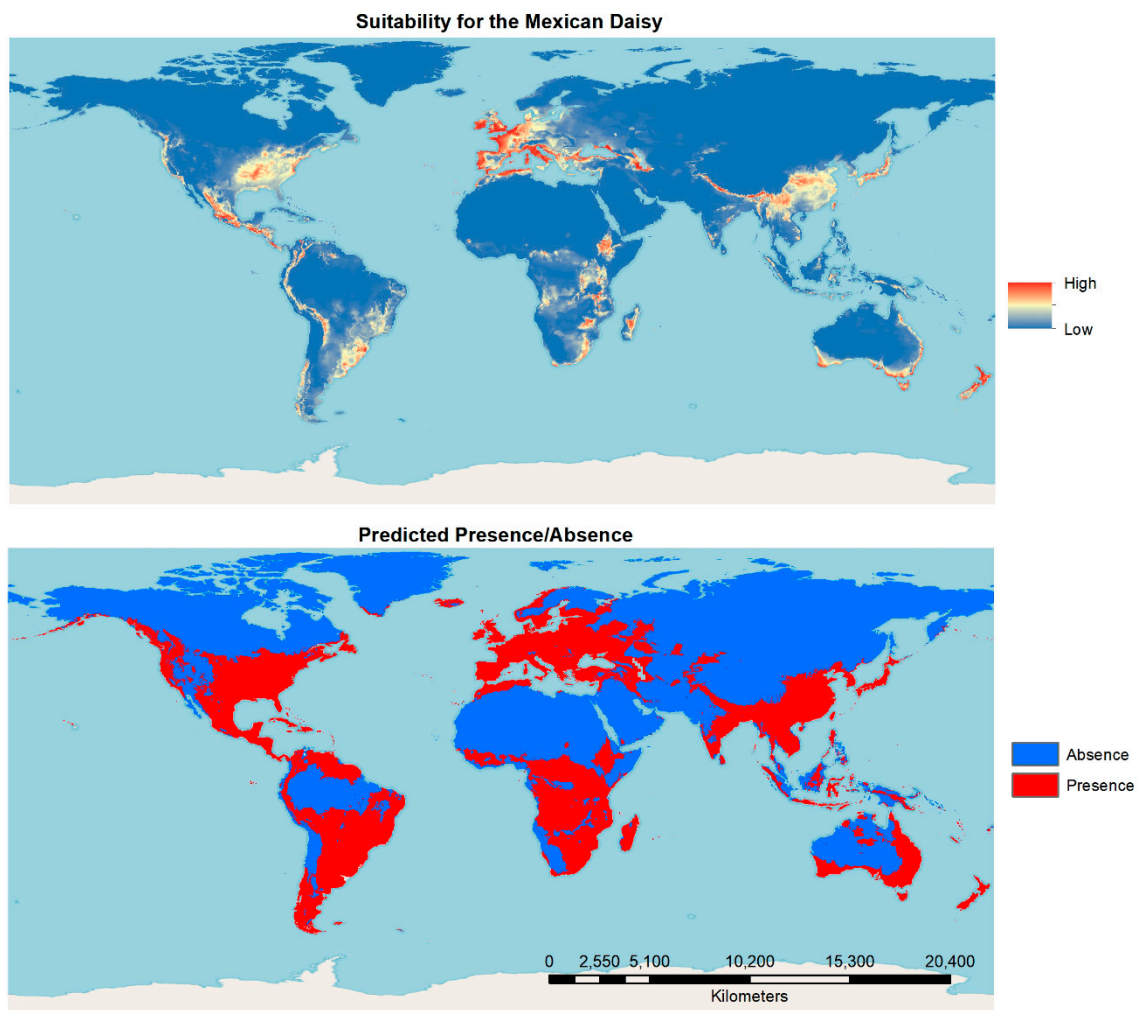 Suitability for the Mexican Daisy
High
Low
Predicted Presence/Absence
Absence
Presence
0 2,550 5,100 10,200 15,300 20,400
Kilometers